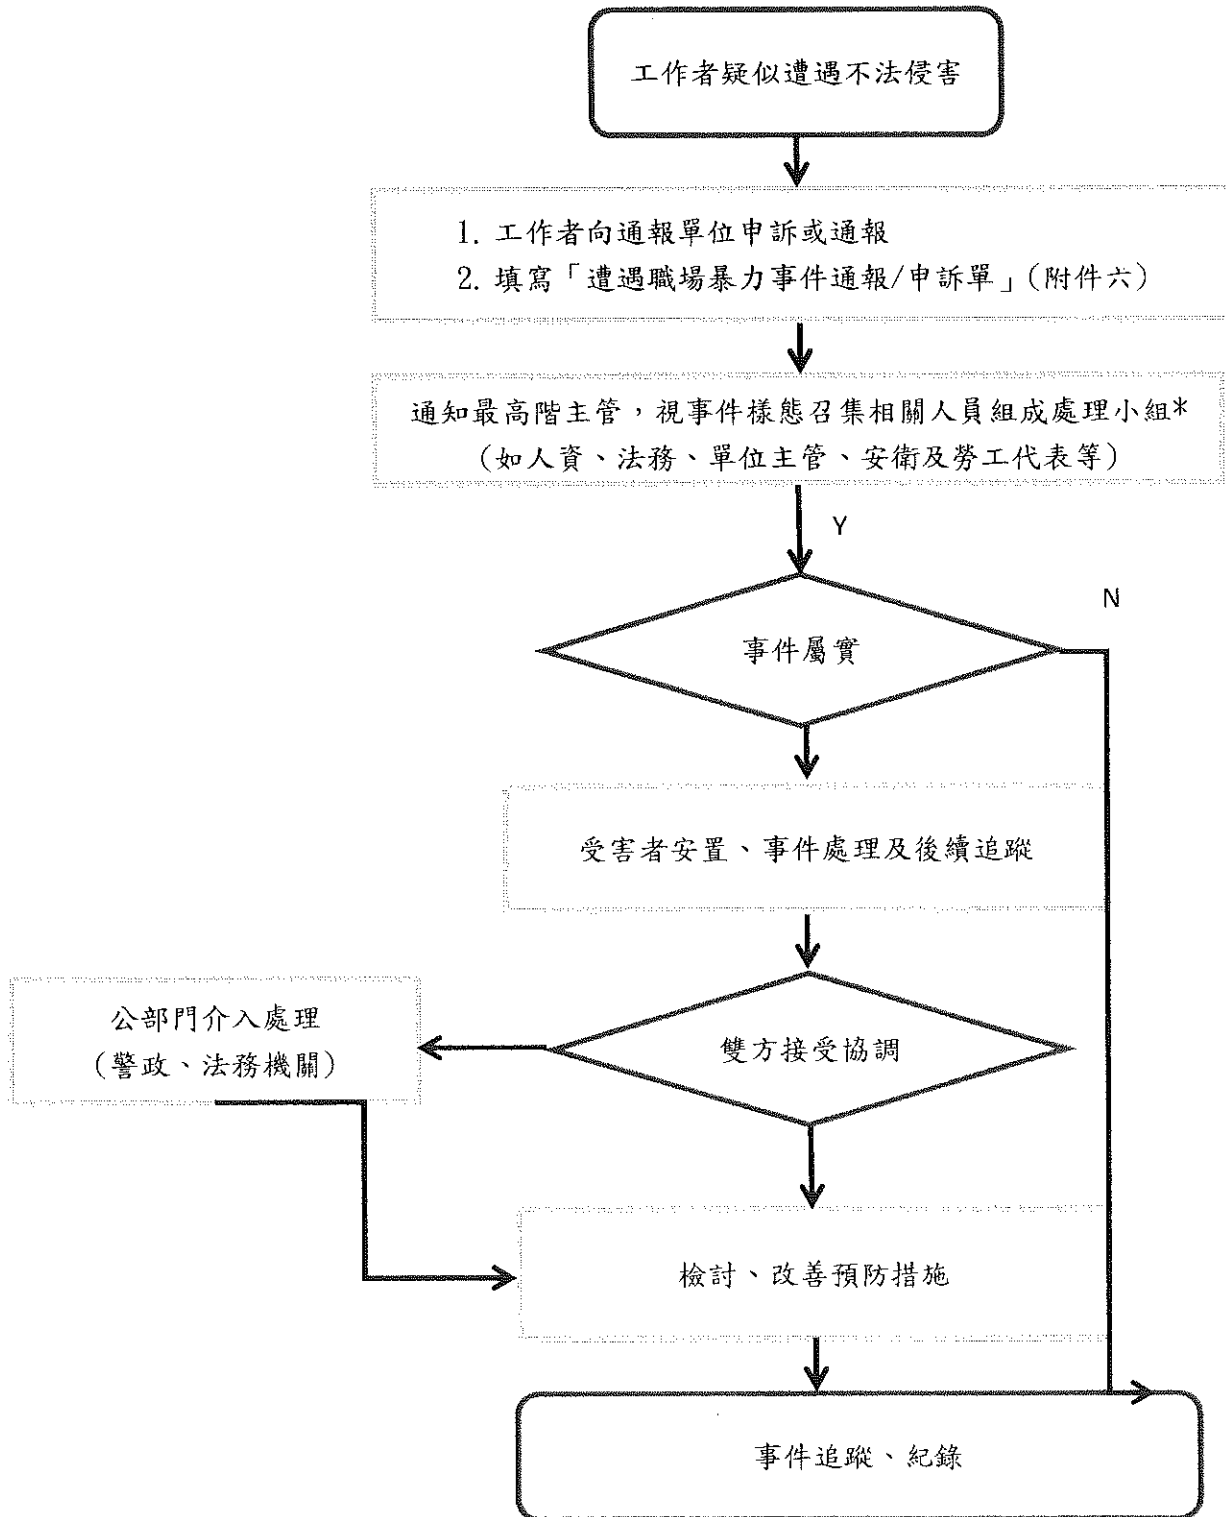 工作者疑似遭遇不法侵害
1. 工作者向通報單位申訴或通報
2. 填寫「遭遇職場暴力事件通報/申訴單」(附件六)
通知最高階主管，視事件樣態召集相關人員組成處理小組*
(如人資、法務、單位主管、安衛及勞工代表等)
Y
N
事件屬實
受害者安置、事件處理及後續追蹤
公部門介入處理
(警政、法務機關)
雙方接受協調
檢討、改善預防措施
事件追蹤、紀錄